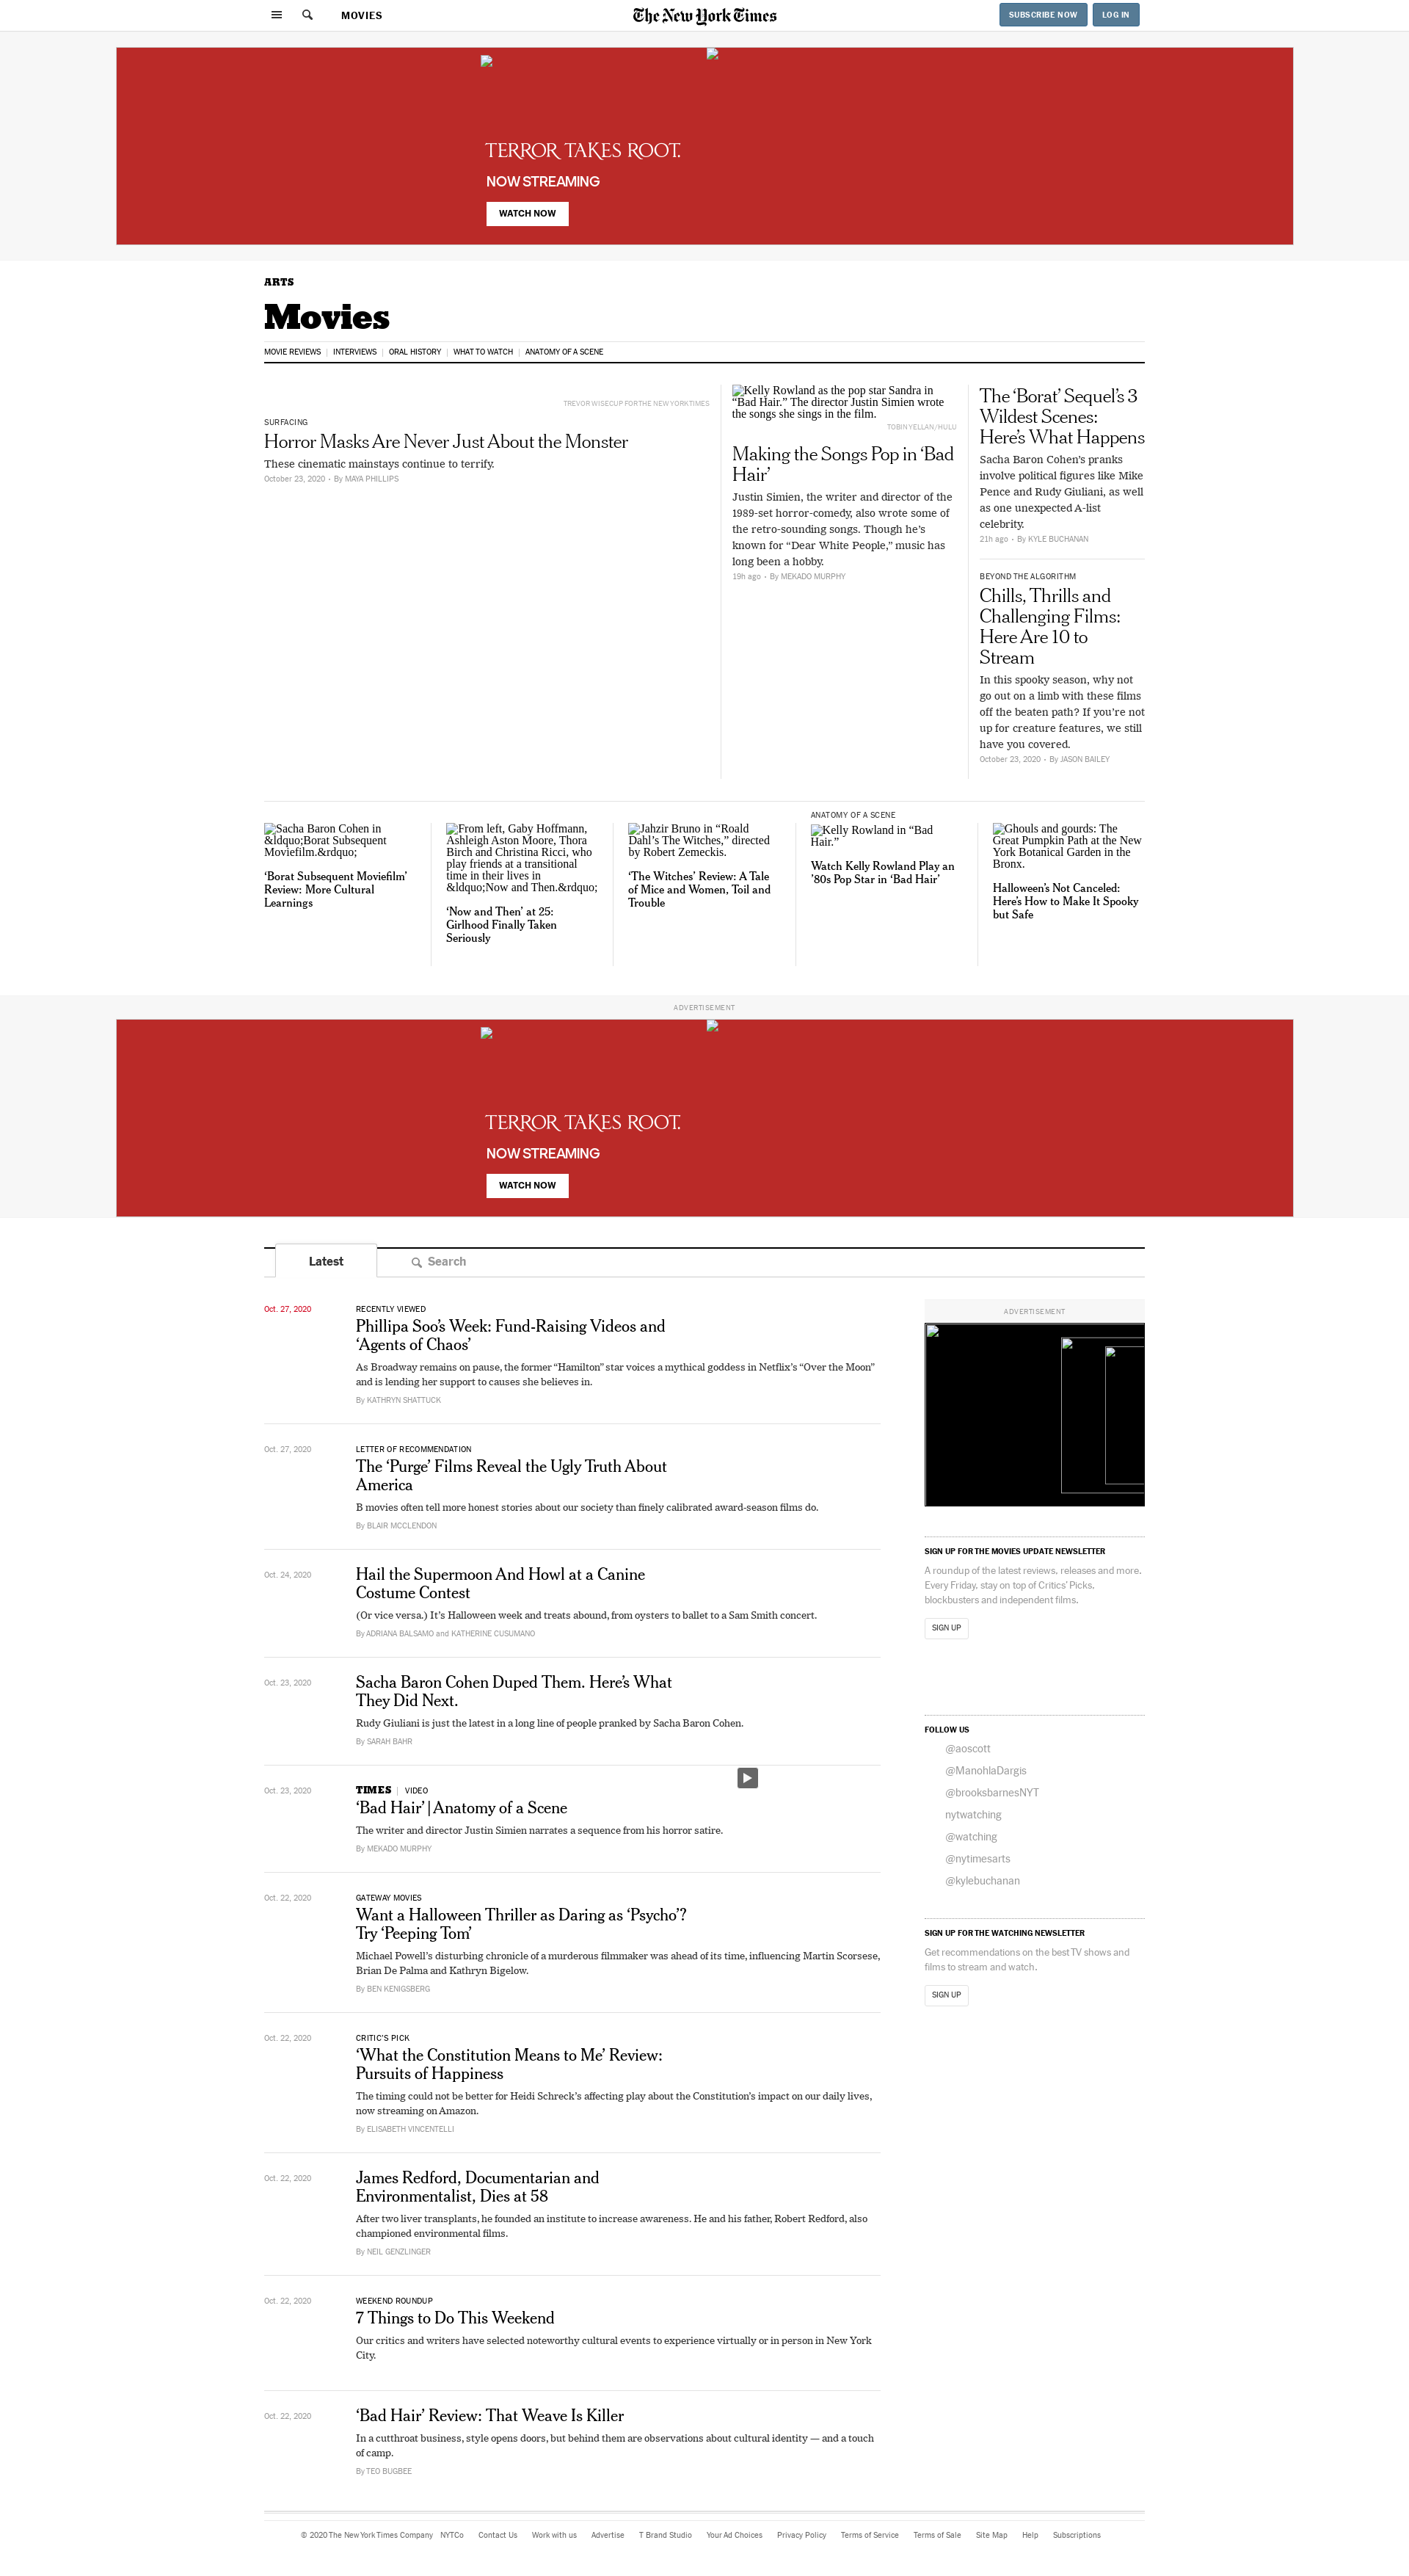 MOVIES
The New York Times
SUBSCRIBE NOW
LOG IN
TERROR TAKES ROOT.
NOW STREAMING
WATCH NOW
ARTS
Movies
MOVIE REVIEWS | INTERVIEWS | ORAL HISTORY | WHAT TO WATCH | ANATOMY OF A SCENE
TREVOR WISECUP FOR THE NEW YORK TIMES
SURFACING
Horror Masks Are Never Just About the Monster
These cinematic mainstays continue to terrify.
October 23, 2020 • By MAYA PHILLIPS
Kelly Rowland as the pop star Sandra in
“Bad Hair.” The director Justin Simien wrote
the songs she sings in the film.
TOBIN YELLAN/HULU
Making the Songs Pop in ‘Bad
Hair’
Justin Simien, the writer and director of the
1989-set horror-comedy, also wrote some of
the retro-sounding songs. Though he’s
known for “Dear White People,” music has
long been a hobby.
19h ago • By MEKADO MURPHY
The ‘Borat’ Sequel’s 3
Wildest Scenes:
Here’s What Happens
Sacha Baron Cohen’s pranks
involve political figures like Mike
Pence and Rudy Giuliani, as well
as one unexpected A-list
celebrity.
21h ago • By KYLE BUCHANAN
BEYOND THE ALGORITHM
Chills, Thrills and
Challenging Films:
Here Are 10 to
Stream
In this spooky season, why not
go out on a limb with these films
off the beaten path? If you’re not
up for creature features, we still
have you covered.
October 23, 2020 • By JASON BAILEY
Sacha Baron Cohen in
&ldquo;Borat Subsequent
Moviefilm.&rdquo;
‘Borat Subsequent Moviefilm’
Review: More Cultural
Learnings
From left, Gaby Hoffmann,
Ashleigh Aston Moore, Thora
Birch and Christina Ricci, who
play friends at a transitional
time in their lives in
&ldquo;Now and Then.&rdquo;
‘Now and Then’ at 25:
Girlhood Finally Taken
Seriously
Jahzir Bruno in “Roald
Dahl’s The Witches,” directed
by Robert Zemeckis.
‘The Witches’ Review: A Tale
of Mice and Women, Toil and
Trouble
ANATOMY OF A SCENE
Kelly Rowland in “Bad
Hair.”
Watch Kelly Rowland Play an
’80s Pop Star in ‘Bad Hair’
Ghouls and gourds: The
Great Pumpkin Path at the New
York Botanical Garden in the
Bronx.
Halloween’s Not Canceled:
Here’s How to Make It Spooky
but Safe
ADVERTISEMENT
TERROR TAKES ROOT.
NOW STREAMING
WATCH NOW
Latest
Search
Oct. 27, 2020
RECENTLY VIEWED
Phillipa Soo’s Week: Fund-Raising Videos and
‘Agents of Chaos’
As Broadway remains on pause, the former “Hamilton” star voices a mythical goddess in Netflix’s “Over the Moon”
and is lending her support to causes she believes in.
By KATHRYN SHATTUCK
Oct. 27, 2020
LETTER OF RECOMMENDATION
The ‘Purge’ Films Reveal the Ugly Truth About
America
B movies often tell more honest stories about our society than finely calibrated award-season films do.
By BLAIR MCCLENDON
Oct. 24, 2020
Hail the Supermoon And Howl at a Canine
Costume Contest
(Or vice versa.) It’s Halloween week and treats abound, from oysters to ballet to a Sam Smith concert.
By ADRIANA BALSAMO and KATHERINE CUSUMANO
Oct. 23, 2020
Sacha Baron Cohen Duped Them. Here’s What
They Did Next.
Rudy Giuliani is just the latest in a long line of people pranked by Sacha Baron Cohen.
By SARAH BAHR
Oct. 23, 2020
TIMES | VIDEO
‘Bad Hair’ | Anatomy of a Scene
The writer and director Justin Simien narrates a sequence from his horror satire.
By MEKADO MURPHY
Oct. 22, 2020
GATEWAY MOVIES
Want a Halloween Thriller as Daring as ‘Psycho’?
Try ‘Peeping Tom’
Michael Powell’s disturbing chronicle of a murderous filmmaker was ahead of its time, influencing Martin Scorsese,
Brian De Palma and Kathryn Bigelow.
By BEN KENIGSBERG
Oct. 22, 2020
CRITIC’S PICK
‘What the Constitution Means to Me’ Review:
Pursuits of Happiness
The timing could not be better for Heidi Schreck’s affecting play about the Constitution’s impact on our daily lives,
now streaming on Amazon.
By ELISABETH VINCENTELLI
Oct. 22, 2020
James Redford, Documentarian and
Environmentalist, Dies at 58
After two liver transplants, he founded an institute to increase awareness. He and his father, Robert Redford, also
championed environmental films.
By NEIL GENZLINGER
Oct. 22, 2020
WEEKEND ROUNDUP
7 Things to Do This Weekend
Our critics and writers have selected noteworthy cultural events to experience virtually or in person in New York
City.
Oct. 22, 2020
‘Bad Hair’ Review: That Weave Is Killer
In a cutthroat business, style opens doors, but behind them are observations about cultural identity — and a touch
of camp.
By TEO BUGBEE
ADVERTISEMENT
SIGN UP FOR THE MOVIES UPDATE NEWSLETTER
A roundup of the latest reviews, releases and more.
Every Friday, stay on top of Critics’ Picks,
blockbusters and independent films.
SIGN UP
FOLLOW US
@aoscott
@ManohlaDargis
@brooksbarnesNYT
nytwatching
@watching
@nytimesarts
@kylebuchanan
SIGN UP FOR THE WATCHING NEWSLETTER
Get recommendations on the best TV shows and
films to stream and watch.
SIGN UP
© 2020 The New York Times Company NYTCo Contact Us Work with us Advertise T Brand Studio Your Ad Choices Privacy Policy Terms of Service Terms of Sale Site Map Help Subscriptions